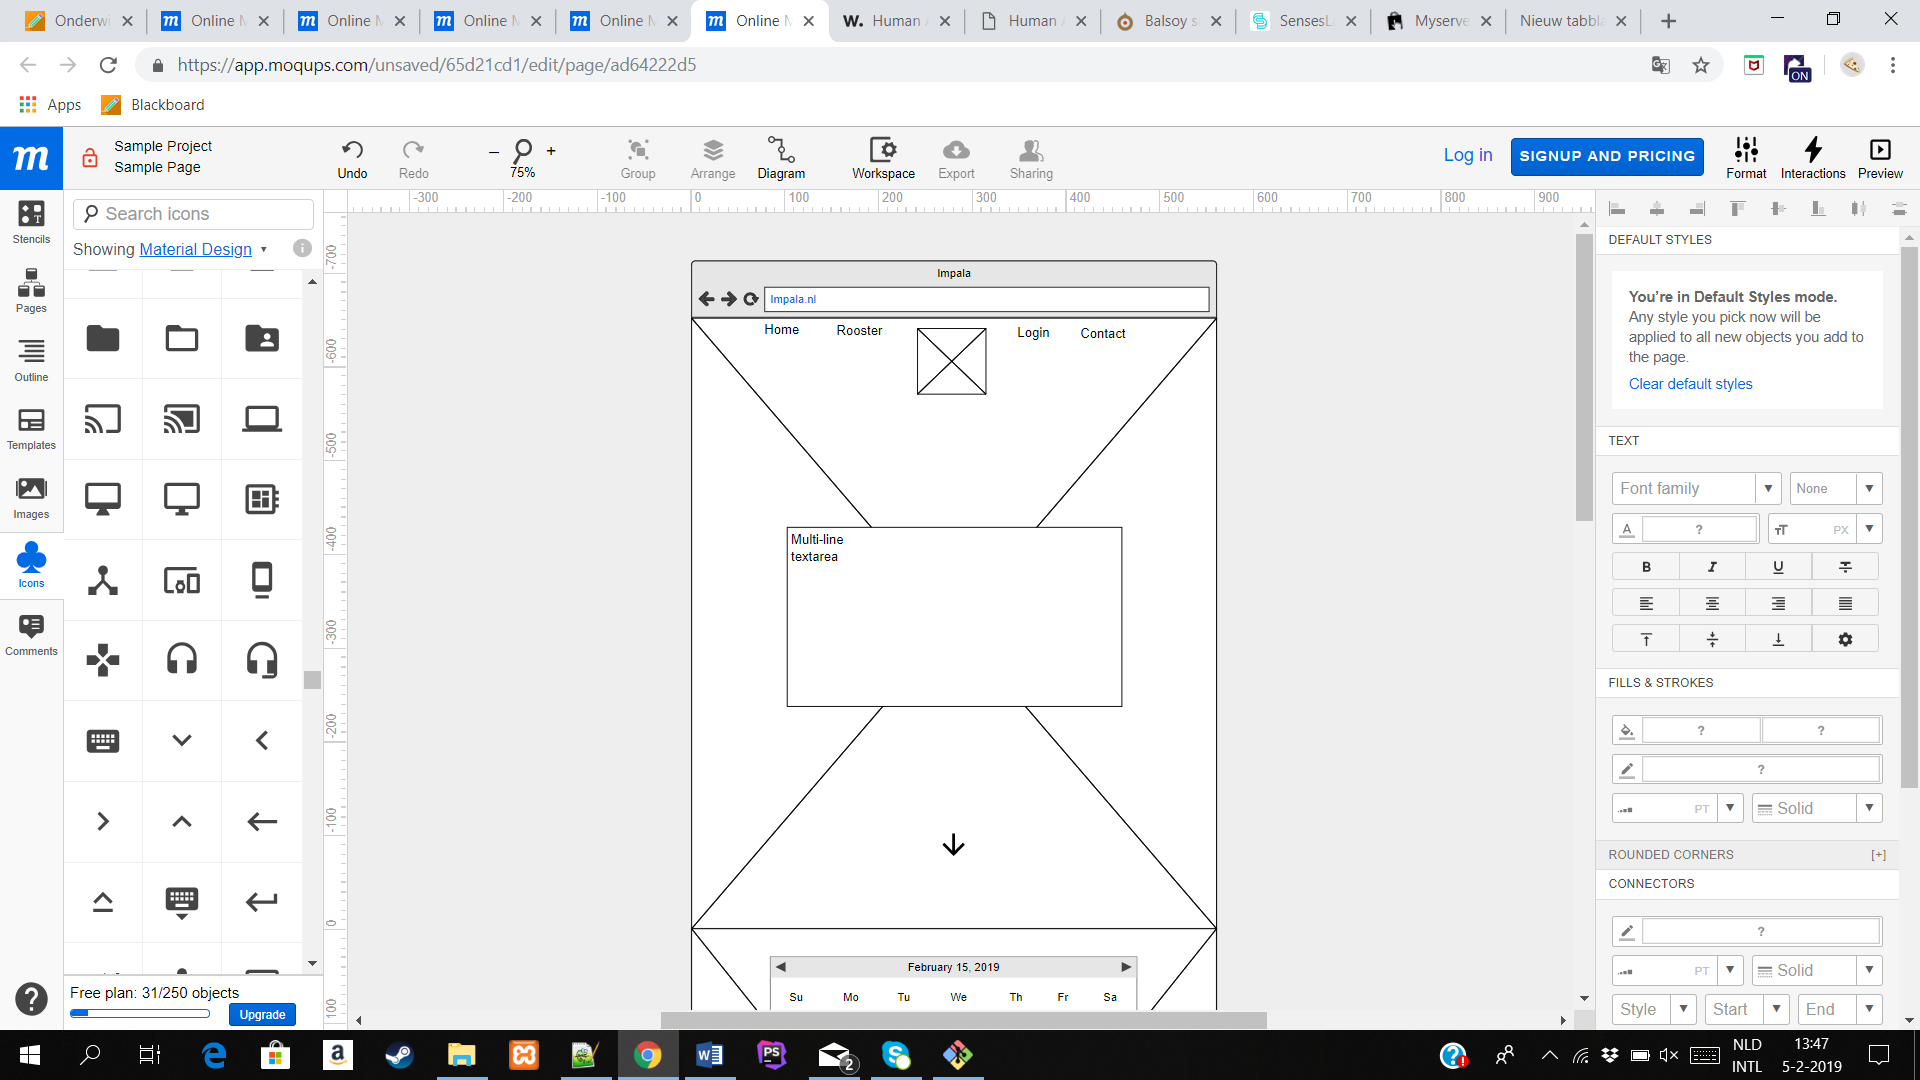 Onderwi
Online M
Online M
Online M
Online M
Online M
W. Human A
Human A
Balsoy s
SensesL
Myserve
Nieuw tabbla
https://app.moqups.com/unsaved/65d21cd1/edit/page/ad64222d5
ON
Apps
Blackboard
m
Sample Project
Sample Page
Undo
Redo
75%
Group
Arrange
Diagram
Workspace
Export
Sharing
Log in
SIGNUP AND PRICING
Format
Interactions
Preview
Stencils
Pages
Outline
Templates
Images
Icons
Comments
Search icons
Showing Material Design
-300 -200 -100 0 100 200 300 400 500 600 700 800 900
-700
-600
-500
-400
-300
-200
-100
0
100
Impala
Impala.nl
Home
Rooster
Login
Contact
Multi-line
textarea
February 15, 2019
Su Mo Tu We Th Fr Sa
Free plan: 31/250 objects
Upgrade
DEFAULT STYLES
You're in Default Styles mode.
Any style you pick now will be
applied to all new objects you add to
the page.
Clear default styles
TEXT
Font family
None
A ?
TT PX
B I U
FILLS & STROKES
? ?
?
PT
Solid
ROUNDED CORNERS [+]
CONNECTORS
?
PT
Solid
Style
Start
End
2
NLD
INTL
13:47
5-2-2019